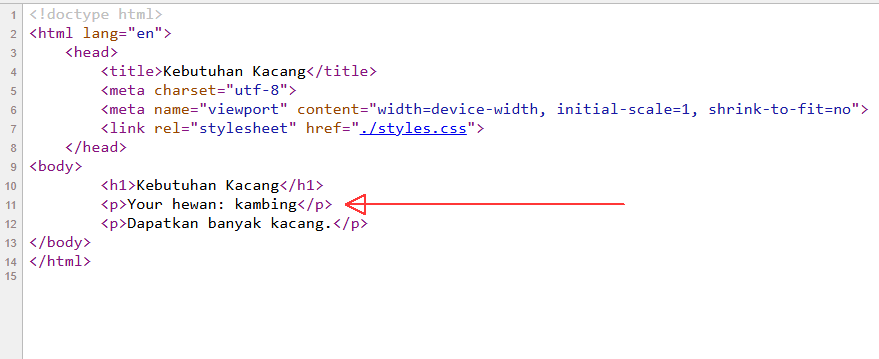 1 <!doctype html>
2 <html lang="en">
3 <head>
4 <title>Kebutuhan Kacang</title>
5 <meta charset="utf-8">
6 <meta name="viewport" content="width=device-width, initial-scale=1, shrink-to-fit=no">
7 <link rel="stylesheet" href="./styles.css">
8 </head>
9 <body>
10 <h1>Kebutuhan Kacang</h1>
11 <p>Your hewan: kambing</p>
12 <p>Dapatkan banyak kacang.</p>
13 </body>
14 </html>
15